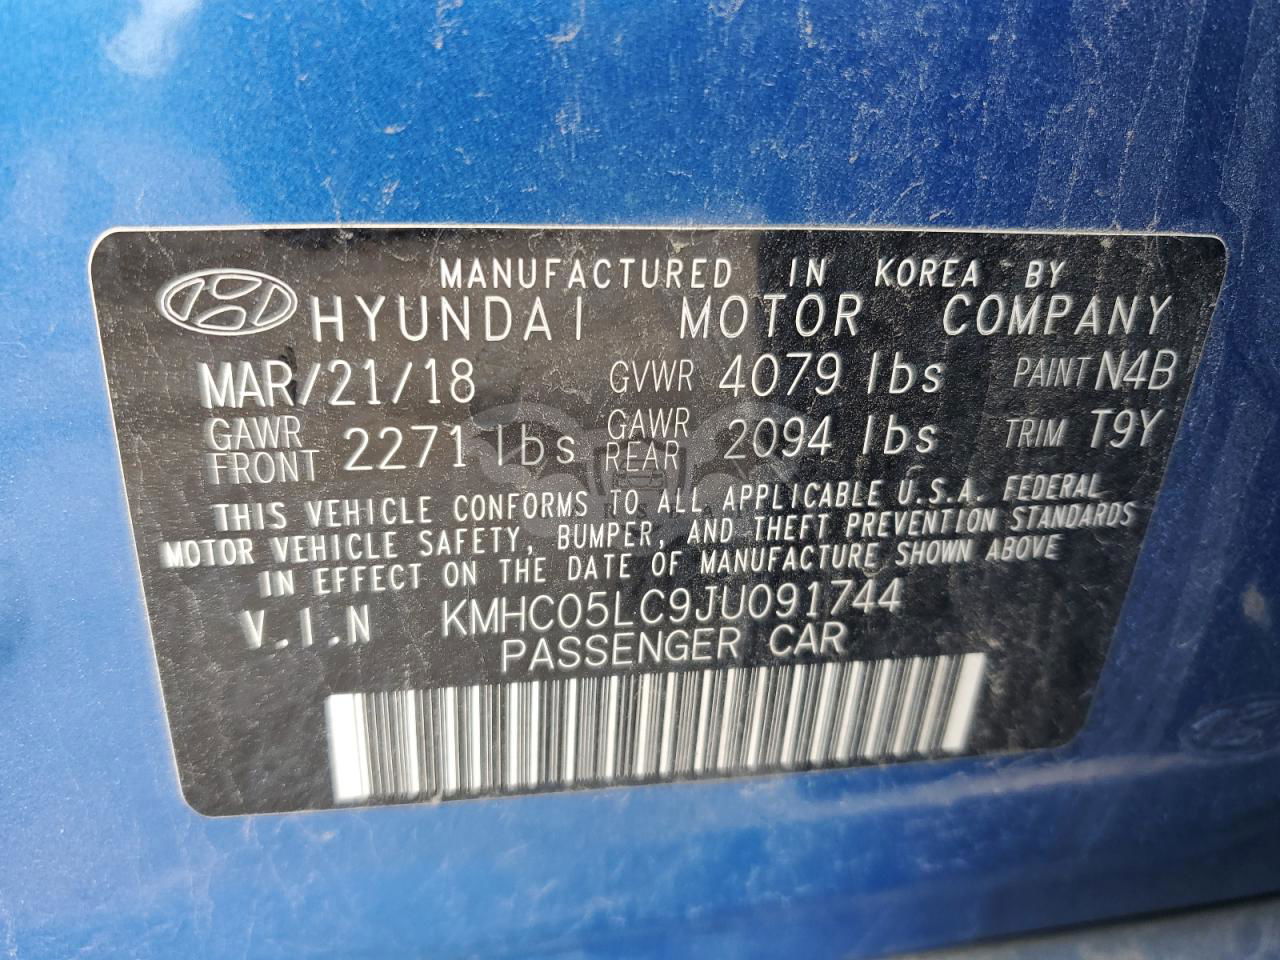 MANUFACTURED IN KOREA BY
HYUNDAI MOTOR COMPANY
MAR/21/18 GVWR 4079 lbs PAINT N4B
GAWR FRONT 2271 lbs GAWR REAR 2094 lbs TRIM T9Y
THIS VEHICLE CONFORMS TO ALL APPLICABLE U.S.A. FEDERAL
MOTOR VEHICLE SAFETY, BUMPER, AND THEFT PREVENTION STANDARDS
IN EFFECT ON THE DATE OF MANUFACTURE SHOWN ABOVE
V.I.N KMHC05LC9JU091744
PASSENGER CAR